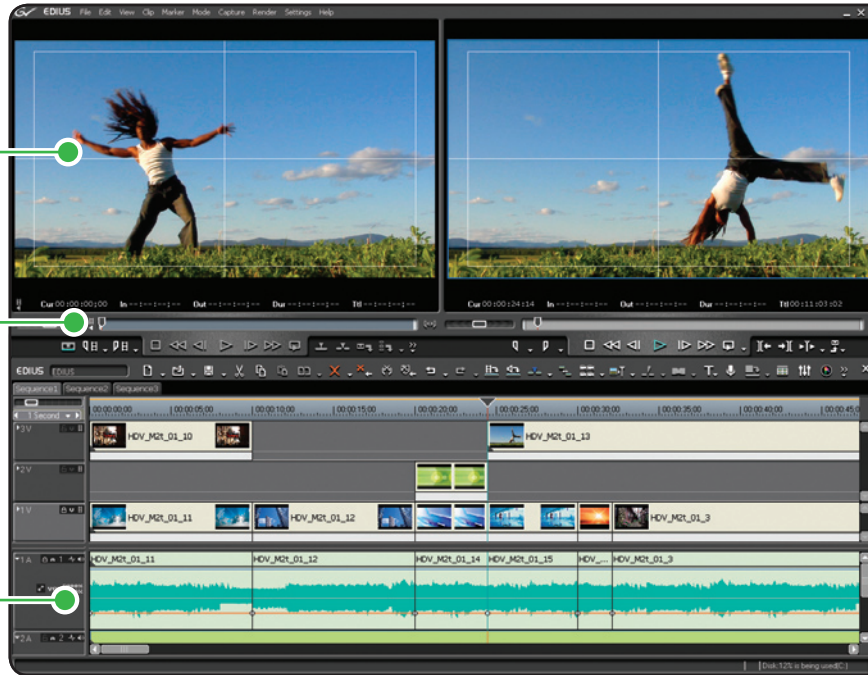 EDIUS File Edit View Clip Marker Mode Capture Render Settings Help
Cur 00:00:00;00 In --:--:--;-- Out --:--:--;-- Dur --:--:--;-- Ttl --:--:--;--
Cur 00:00:24:14 In --:--:--:-- Out --:--:--:-- Dur --:--:--:-- Ttl 00:11:03:02
EDIUS EDIUS
Sequence1 Sequence2 Sequence3
1 Second
00:00:00;00 00:00:05;00 00:00:10;00 00:00:15;00 00:00:20;00 00:00:25;00 00:00:30;00 00:00:35;00 00:00:40;00 00:00:45;0
3V HDV_M2t_01_10 HDV_M2t_01_13
2V
1V HDV_M2t_01_11 HDV_M2t_01_12 HDV_M2t_01_3
1A 1 HDV_M2t_01_11 HDV_M2t_01_12 HDV_M2t_01_14 HDV_M2t_01_15 HDV_... HDV_M2t_01_3
2A 2
Disk:12% is being used(C:)